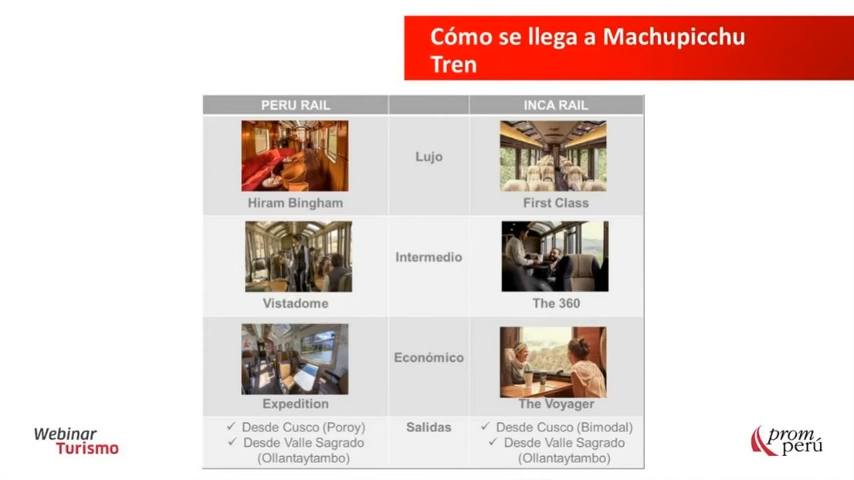 Cómo se llega a Machupicchu
Tren
PERU RAIL
INCA RAIL
Lujo
Hiram Bingham
First Class
Intermedio
Vistadome
The 360
Económico
Expedition
The Voyager
✓ Desde Cusco (Poroy)
✓ Desde Valle Sagrado
(Ollantaytambo)
Salidas
✓ Desde Cusco (Bimodal)
✓ Desde Valle Sagrado
(Ollantaytambo)
Webinar
Turismo
prom
perú